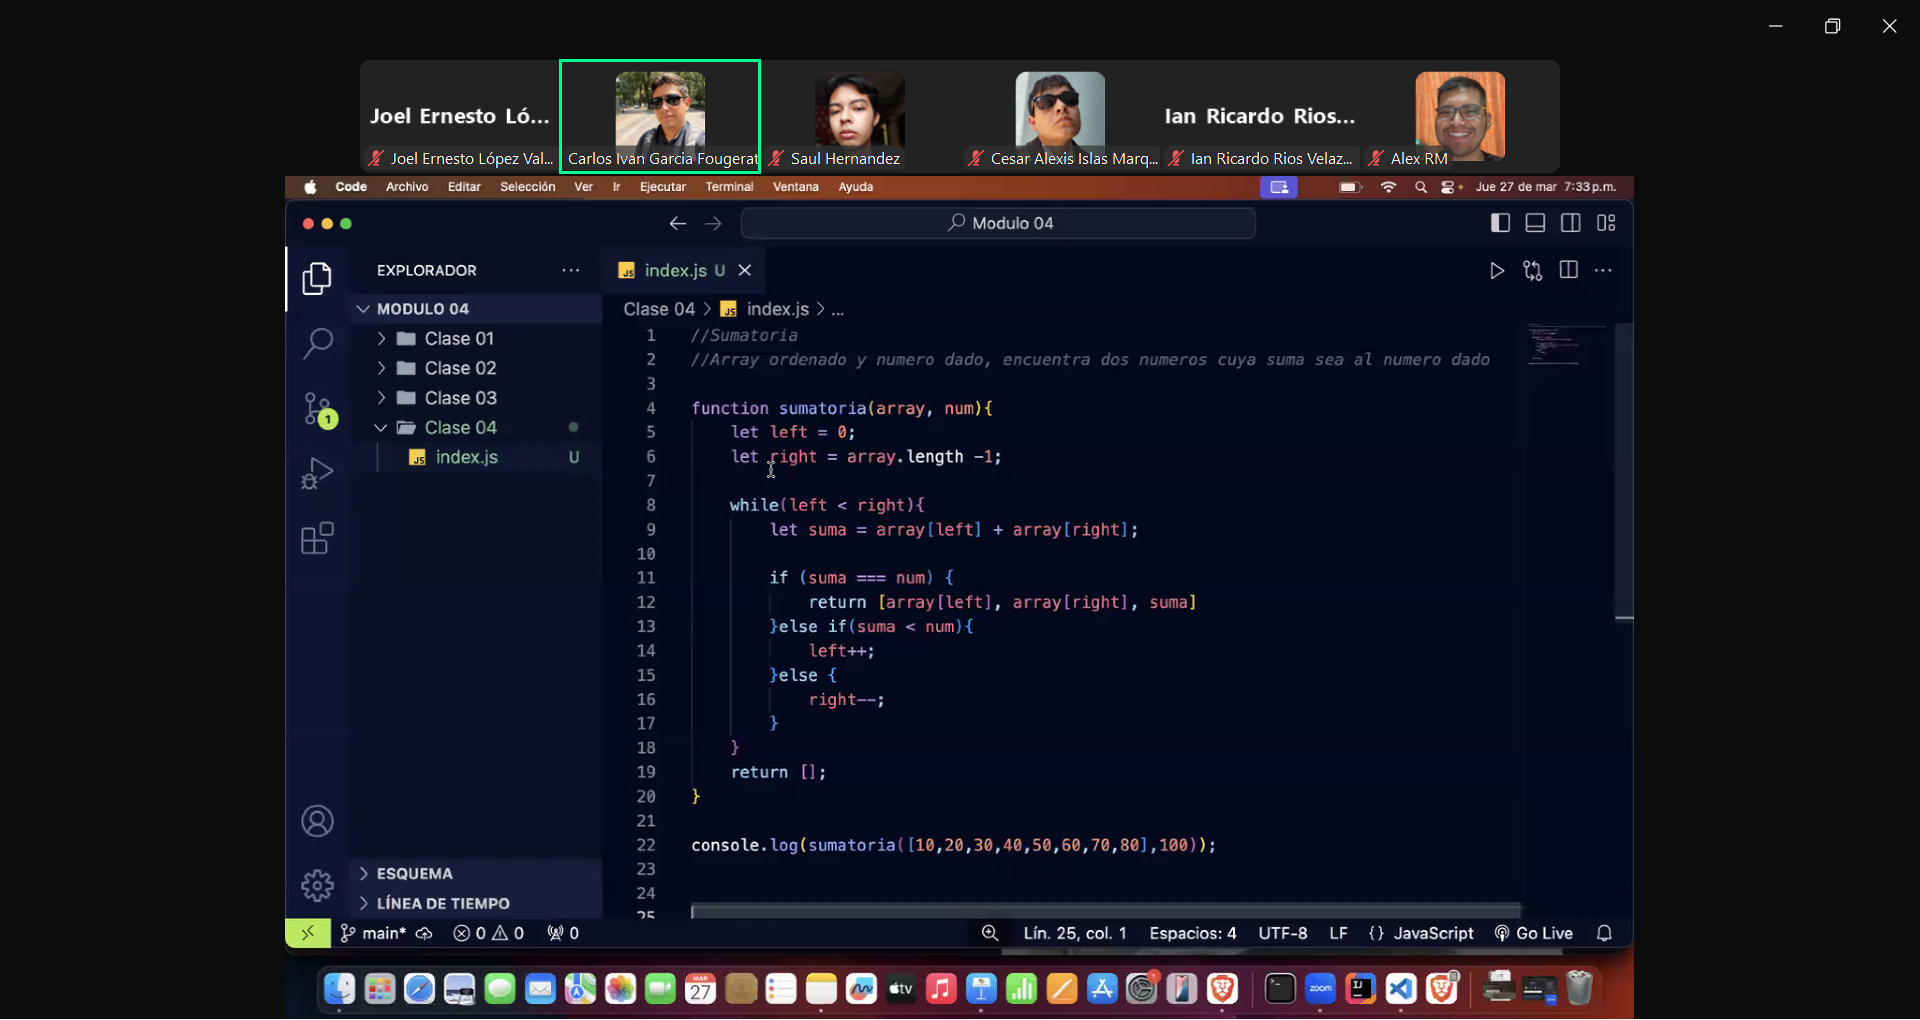 Joel Ernesto Ló...
Ian Ricardo Rios...
Joel Ernesto López Val...
Carlos Ivan Garcia Fougerat
Saul Hernandez
Cesar Alexis Islas Marq...
Ian Ricardo Rios Velaz...
Alex RM
Code Archivo Editar Selección Ver Ir Ejecutar Terminal Ventana Ayuda
Jue 27 de mar 7:33 p.m.
Modulo 04
EXPLORADOR
MODULO 04
Clase 01
Clase 02
Clase 03
Clase 04
index.js U
1
index.js U
Clase 04 > index.js > ...
1 //Sumatoria
2 //Array ordenado y numero dado, encuentra dos numeros cuya suma sea al numero dado
3
4 function sumatoria(array, num){
5 let left = 0;
6 let right = array.length -1;
7
8 while(left < right){
9 let suma = array[left] + array[right];
10
11 if (suma === num) {
12 return [array[left], array[right], suma]
13 }else if(suma < num){
14 left++;
15 }else {
16 right--;
17 }
18 }
19 return [];
20 }
21
22 console.log(sumatoria([10,20,30,40,50,60,70,80],100));
23
24
25
ESQUEMA
LÍNEA DE TIEMPO
main* 0 0 0
Lín. 25, col. 1 Espacios: 4 UTF-8 LF {} JavaScript Go Live
MAR
27
tv
1
zoom
IJ